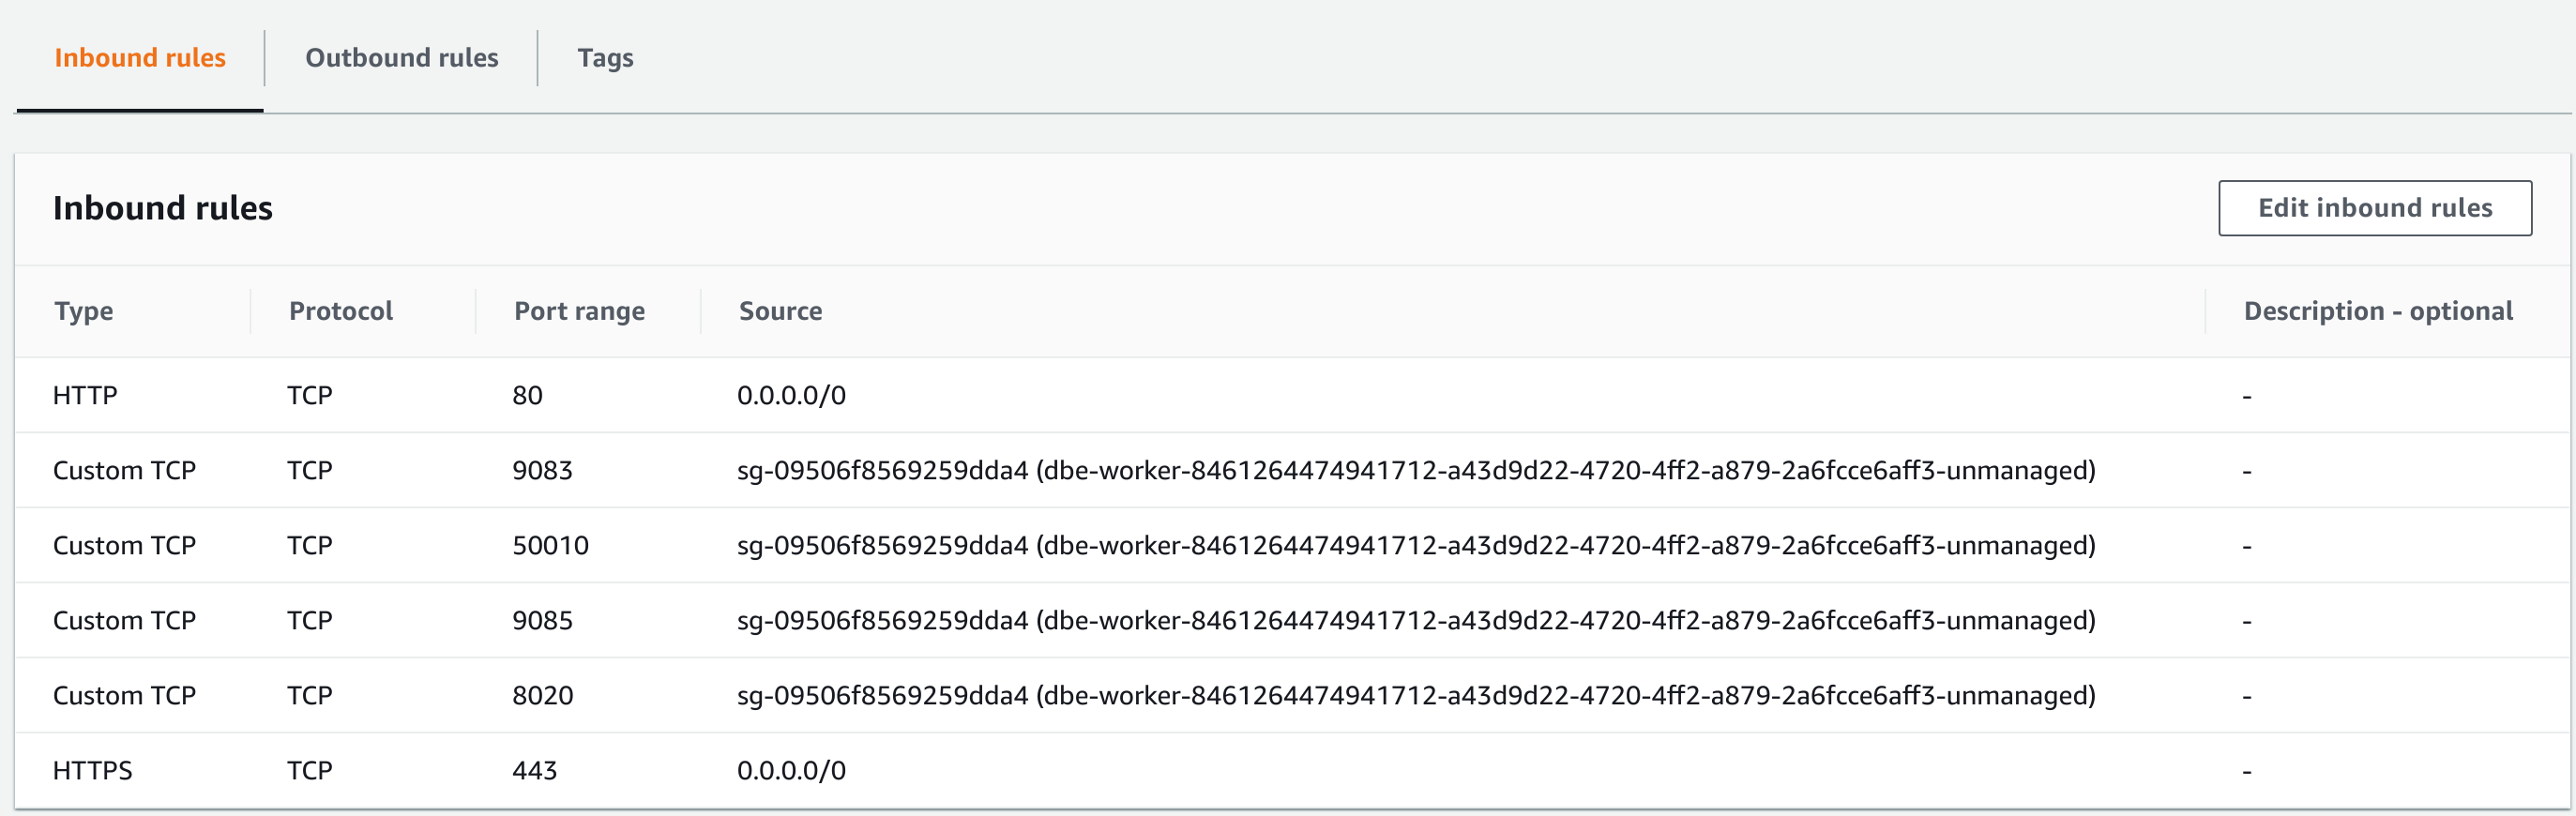 Inbound rules Outbound rules Tags
Inbound rules Edit inbound rules
Type Protocol Port range Source Description - optional
HTTP TCP 80 0.0.0.0/0 -
Custom TCP TCP 9083 sg-09506f8569259dda4 (dbe-worker-8461264474941712-a43d9d22-4720-4ff2-a879-2a6fcce6aff3-unmanaged) -
Custom TCP TCP 50010 sg-09506f8569259dda4 (dbe-worker-8461264474941712-a43d9d22-4720-4ff2-a879-2a6fcce6aff3-unmanaged) -
Custom TCP TCP 9085 sg-09506f8569259dda4 (dbe-worker-8461264474941712-a43d9d22-4720-4ff2-a879-2a6fcce6aff3-unmanaged) -
Custom TCP TCP 8020 sg-09506f8569259dda4 (dbe-worker-8461264474941712-a43d9d22-4720-4ff2-a879-2a6fcce6aff3-unmanaged) -
HTTPS TCP 443 0.0.0.0/0 -